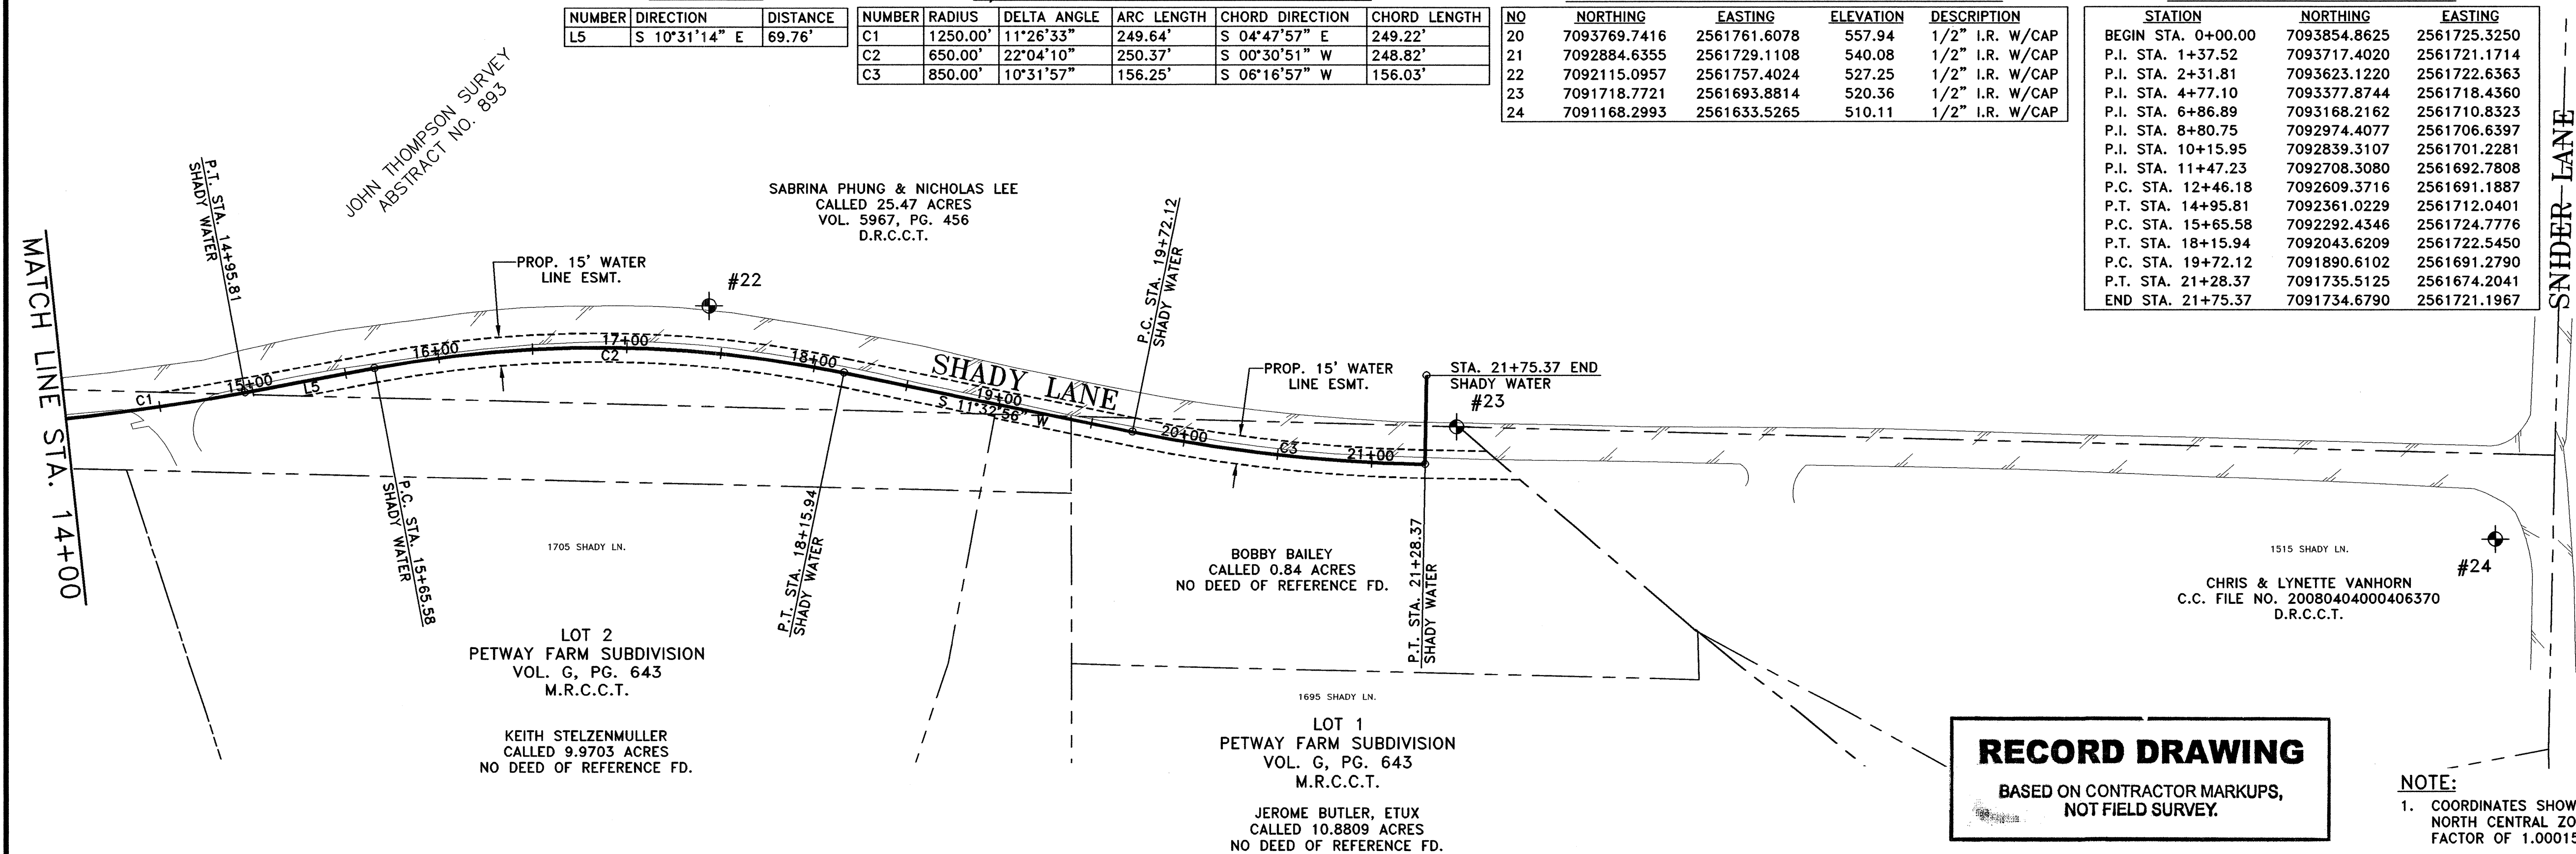 NUMBER DIRECTION DISTANCE
L5 S 10°31'14" E 69.76'
NUMBER RADIUS DELTA ANGLE ARC LENGTH CHORD DIRECTION CHORD LENGTH
C1 1250.00' 11°26'33" 249.64' S 04°47'57" E 249.22'
C2 650.00' 22°04'10" 250.37' S 00°30'51" W 248.82'
C3 850.00' 10°31'57" 156.25' S 06°16'57" W 156.03'
NO NORTHING EASTING ELEVATION DESCRIPTION
20 7093769.7416 2561761.6078 557.94 1/2" I.R. W/CAP
21 7092884.6355 2561729.1108 540.08 1/2" I.R. W/CAP
22 7092115.0957 2561757.4024 527.25 1/2" I.R. W/CAP
23 7091718.7721 2561693.8814 520.36 1/2" I.R. W/CAP
24 7091168.2993 2561633.5265 510.11 1/2" I.R. W/CAP
STATION NORTHING EASTING
BEGIN STA. 0+00.00 7093854.8625 2561725.3250
P.I. STA. 1+37.52 7093717.4020 2561721.1714
P.I. STA. 2+31.81 7093623.1220 2561722.6363
P.I. STA. 4+77.10 7093377.8744 2561718.4360
P.I. STA. 6+86.89 7093168.2162 2561710.8323
P.I. STA. 8+80.75 7092974.4077 2561706.6397
P.I. STA. 10+15.95 7092839.3107 2561701.2281
P.I. STA. 11+47.23 7092708.3080 2561692.7808
P.C. STA. 12+46.18 7092609.3716 2561691.1887
P.T. STA. 14+95.81 7092361.0229 2561712.0401
P.C. STA. 15+65.58 7092292.4346 2561724.7776
P.T. STA. 18+15.94 7092043.6209 2561722.5450
P.C. STA. 19+72.12 7091890.6102 2561691.2790
P.T. STA. 21+28.37 7091735.5125 2561674.2041
END STA. 21+75.37 7091734.6790 2561721.1967
SNIDER LANE
JOHN THOMPSON SURVEY
ABSTRACT NO. 893
P.T. STA. 14+95.81
SHADY WATER
SABRINA PHUNG & NICHOLAS LEE
CALLED 25.47 ACRES
VOL. 5967, PG. 456
D.R.C.C.T.
P.C. STA. 19+72.12
SHADY WATER
MATCH LINE STA. 14+00
PROP. 15' WATER
LINE ESMT.
#22
C1
15+00
L5
16+00
17+00
C2
18+00
SHADY LANE
19+00
S 11°32'56" W
20+00
C3
21+00
PROP. 15' WATER
LINE ESMT.
STA. 21+75.37 END
SHADY WATER
#23
P.C. STA. 15+65.58
SHADY WATER
P.T. STA. 18+15.94
SHADY WATER
P.T. STA. 21+28.37
SHADY WATER
1705 SHADY LN.
BOBBY BAILEY
CALLED 0.84 ACRES
NO DEED OF REFERENCE FD.
1515 SHADY LN.
#24
CHRIS & LYNETTE VANHORN
C.C. FILE NO. 20080404000406370
D.R.C.C.T.
LOT 2
PETWAY FARM SUBDIVISION
VOL. G, PG. 643
M.R.C.C.T.
KEITH STELZENMULLER
CALLED 9.9703 ACRES
NO DEED OF REFERENCE FD.
1695 SHADY LN.
LOT 1
PETWAY FARM SUBDIVISION
VOL. G, PG. 643
M.R.C.C.T.
JEROME BUTLER, ETUX
CALLED 10.8809 ACRES
NO DEED OF REFERENCE FD.
RECORD DRAWING
BASED ON CONTRACTOR MARKUPS,
NOT FIELD SURVEY.
NOTE:
1. COORDINATES SHOW
NORTH CENTRAL ZO
FACTOR OF 1.00015